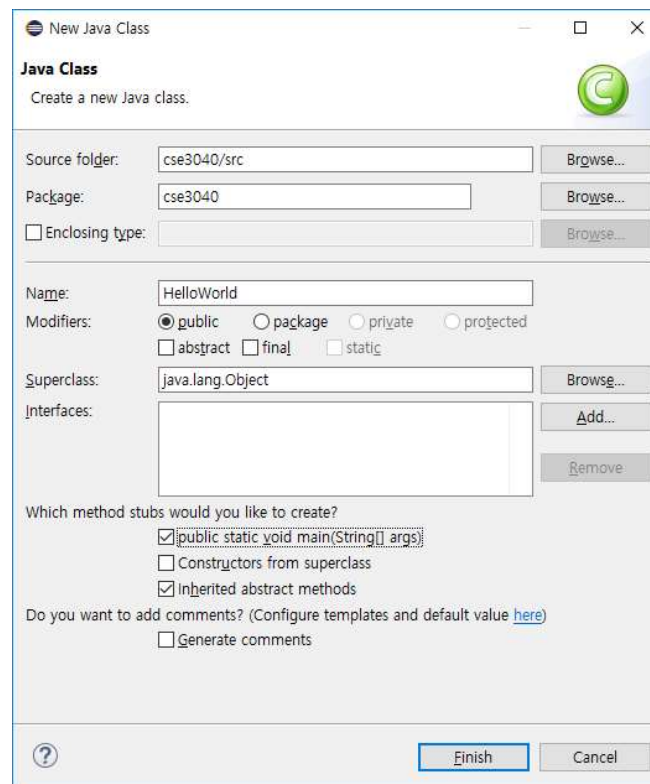 New Java Class
Java Class
Create a new Java class.
C
Source folder: cse3040/src Browse...
Package: cse3040 Browse...
Enclosing type: Browse...
Name: HelloWorld
Modifiers: public package private protected
abstract final static
Superclass: java.lang.Object Browse...
Interfaces: Add...
Remove
Which method stubs would you like to create?
public static void main(String[] args)
Constructors from superclass
Inherited abstract methods
Do you want to add comments? (Configure templates and default value here)
Generate comments
? Finish Cancel